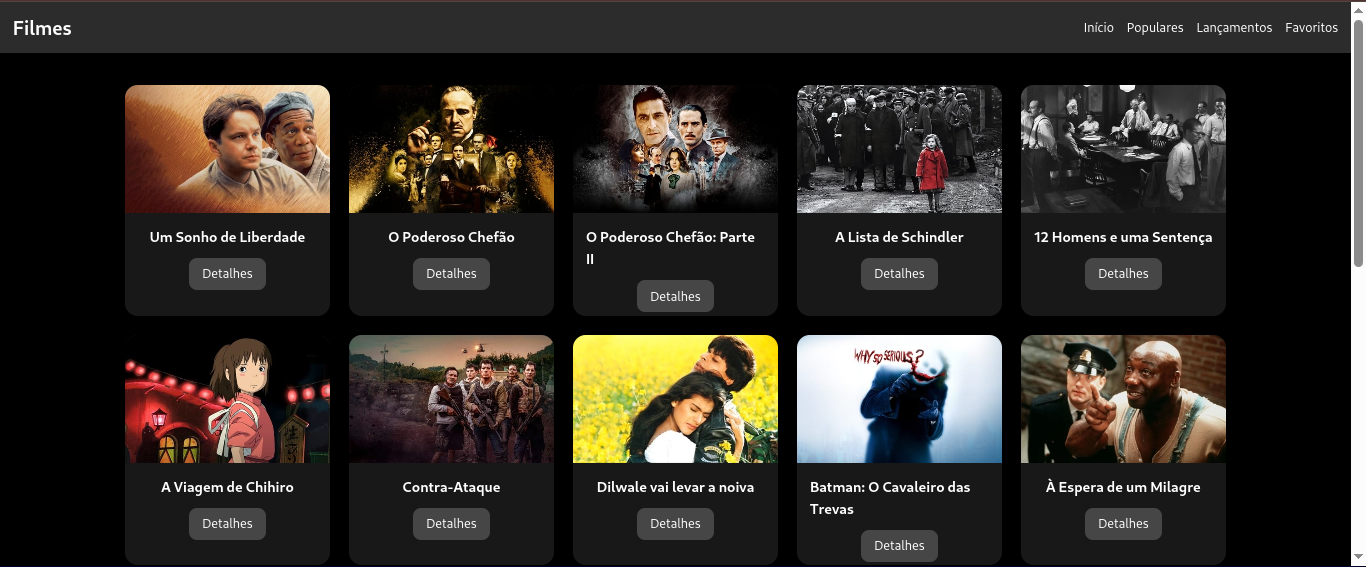 Filmes
Início Populares Lançamentos Favoritos
Um Sonho de Liberdade
Detalhes
O Poderoso Chefão
Detalhes
O Poderoso Chefão: Parte
II
Detalhes
A Lista de Schindler
Detalhes
12 Homens e uma Sentença
Detalhes
A Viagem de Chihiro
Detalhes
Contra-Ataque
Detalhes
Dilwale vai levar a noiva
Detalhes
WHY SO SERIOUS?
Batman: O Cavaleiro das
Trevas
Detalhes
À Espera de um Milagre
Detalhes